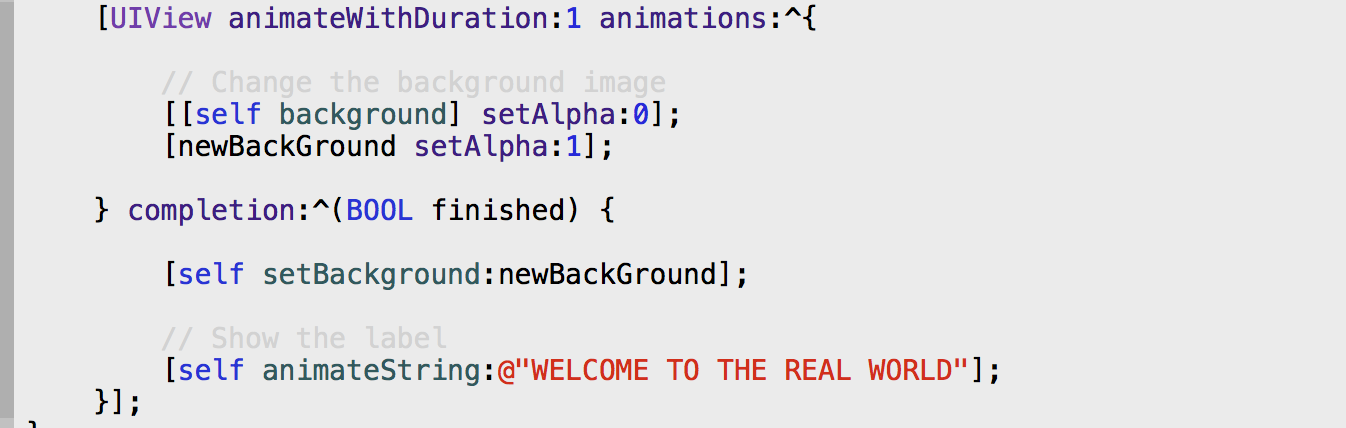 [UIView animateWithDuration:1 animations:^{
// Change the background image
[[self background] setAlpha:0];
[newBackGround setAlpha:1];
} completion:^(BOOL finished) {
[self setBackground:newBackGround];
// Show the label
[self animateString:@"WELCOME TO THE REAL WORLD"];
}];
}